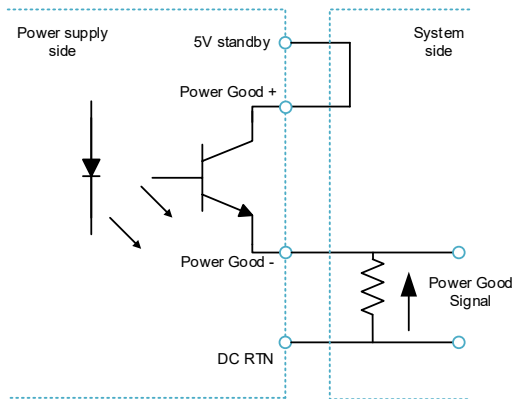 Power supply
side
5V standby
System
side
Power Good +
Power Good -
Power Good
Signal
DC RTN